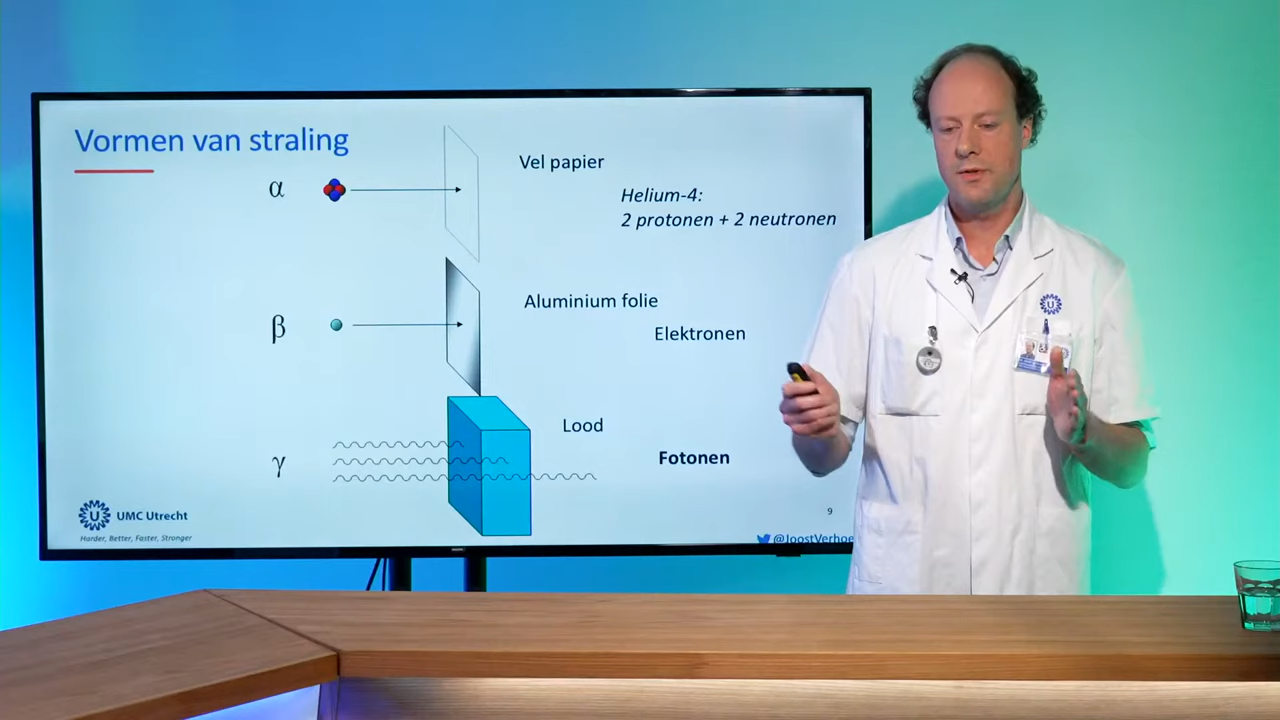 Vormen van straling
α
Vel papier
Helium-4:
2 protonen + 2 neutronen
β
Aluminium folie
Elektronen
Lood
γ
Fotonen
9
U UMC Utrecht
Harder, Better, Faster, Stronger
@JoostVerhoe
U